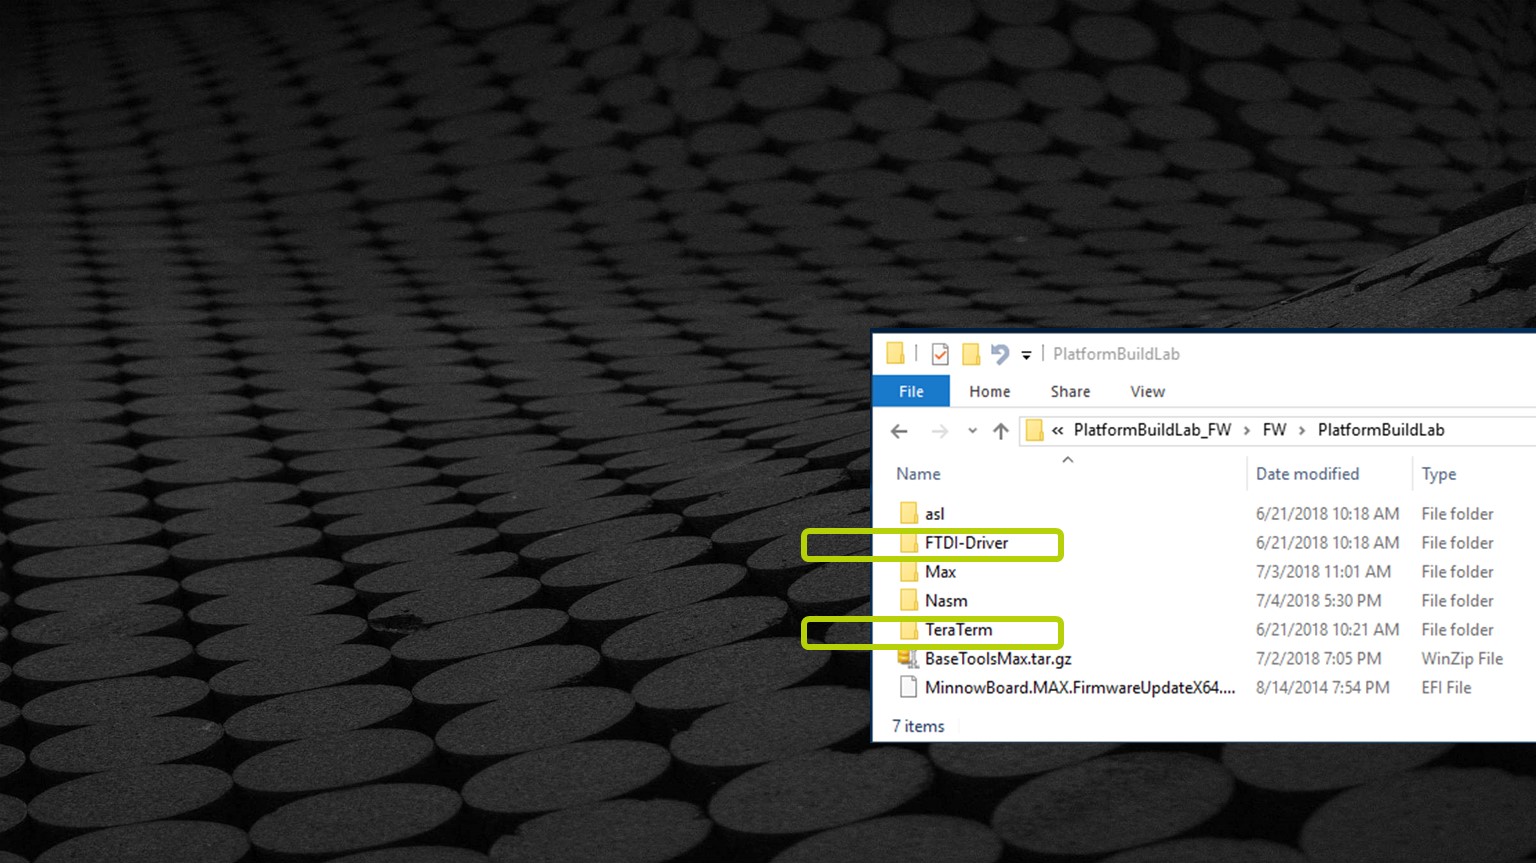 PlatformBuildLab
File Home Share View
« PlatformBuildLab_FW > FW > PlatformBuildLab
Name Date modified Type
asl 6/21/2018 10:18 AM File folder
FTDI-Driver 6/21/2018 10:18 AM File folder
Max 7/3/2018 11:01 AM File folder
Nasm 7/4/2018 5:30 PM File folder
TeraTerm 6/21/2018 10:21 AM File folder
BaseToolsMax.tar.gz 7/2/2018 7:05 PM WinZip File
MinnowBoard.MAX.FirmwareUpdateX64.... 8/14/2014 7:54 PM EFI File
7 items